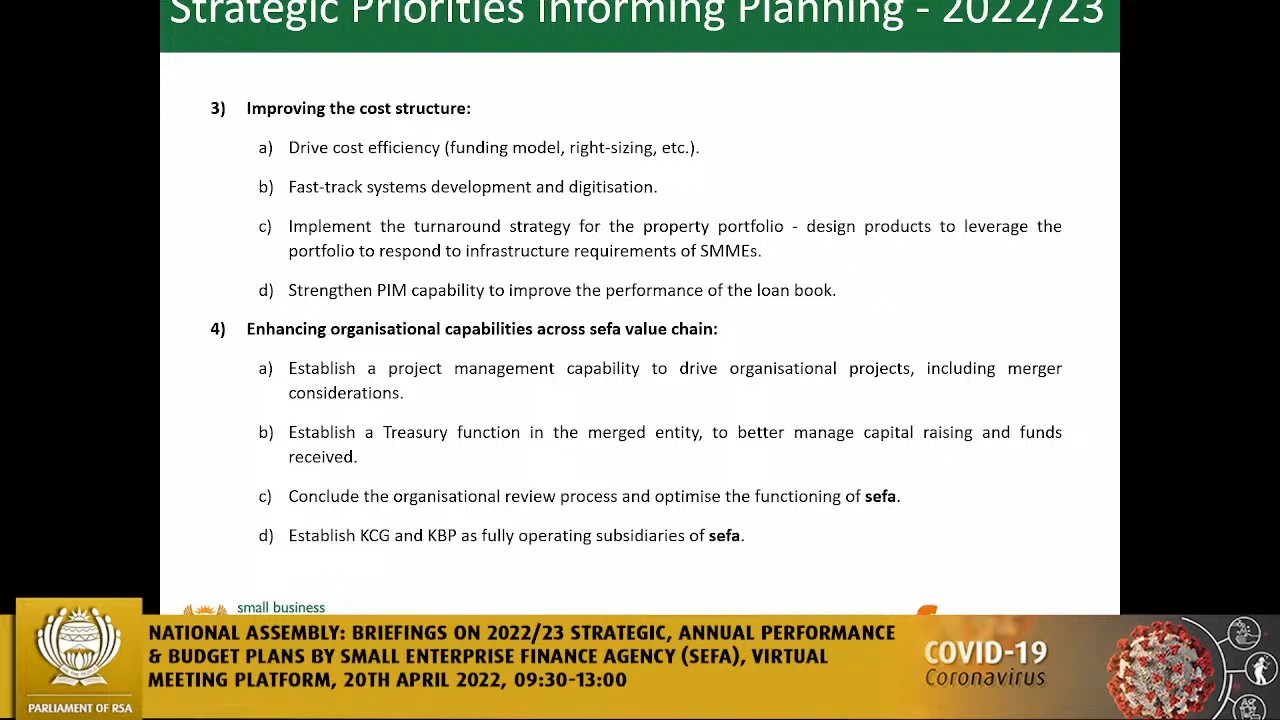 Strategic Priorities Informing Planning - 2022/23
3) Improving the cost structure:
a) Drive cost efficiency (funding model, right-sizing, etc.).
b) Fast-track systems development and digitisation.
c) Implement the turnaround strategy for the property portfolio - design products to leverage the
portfolio to respond to infrastructure requirements of SMMEs.
d) Strengthen PIM capability to improve the performance of the loan book.
4) Enhancing organisational capabilities across sefa value chain:
a) Establish a project management capability to drive organisational projects, including merger
considerations.
b) Establish a Treasury function in the merged entity, to better manage capital raising and funds
received.
c) Conclude the organisational review process and optimise the functioning of sefa.
d) Establish KCG and KBP as fully operating subsidiaries of sefa.
small business
NATIONAL ASSEMBLY: BRIEFINGS ON 2022/23 STRATEGIC, ANNUAL PERFORMANCE
& BUDGET PLANS BY SMALL ENTERPRISE FINANCE AGENCY (SEFA), VIRTUAL
MEETING PLATFORM, 20TH APRIL 2022, 09:30-13:00
PARLIAMENT OF RSA
COVID-19
Coronavirus